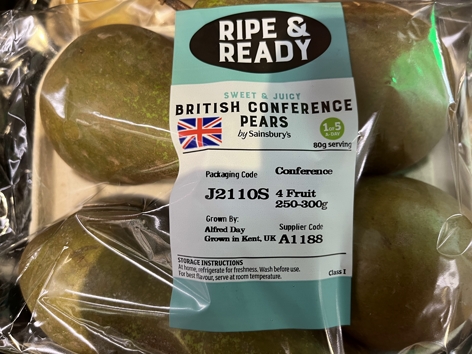 RIPE &
READY
SWEET & JUICY
BRITISH CONFERENCE
PEARS
by Sainsbury's
1 OF 5
A-DAY
80g serving
Packaging Code
Conference
J2110S
4 Fruit
250-300g
Grown By:
Alfred Day
Grown in Kent, UK
Supplier Code
A1188
STORAGE INSTRUCTIONS
At home, refrigerate for freshness. Wash before use.
For best flavour, serve at room temperature.
Class 1